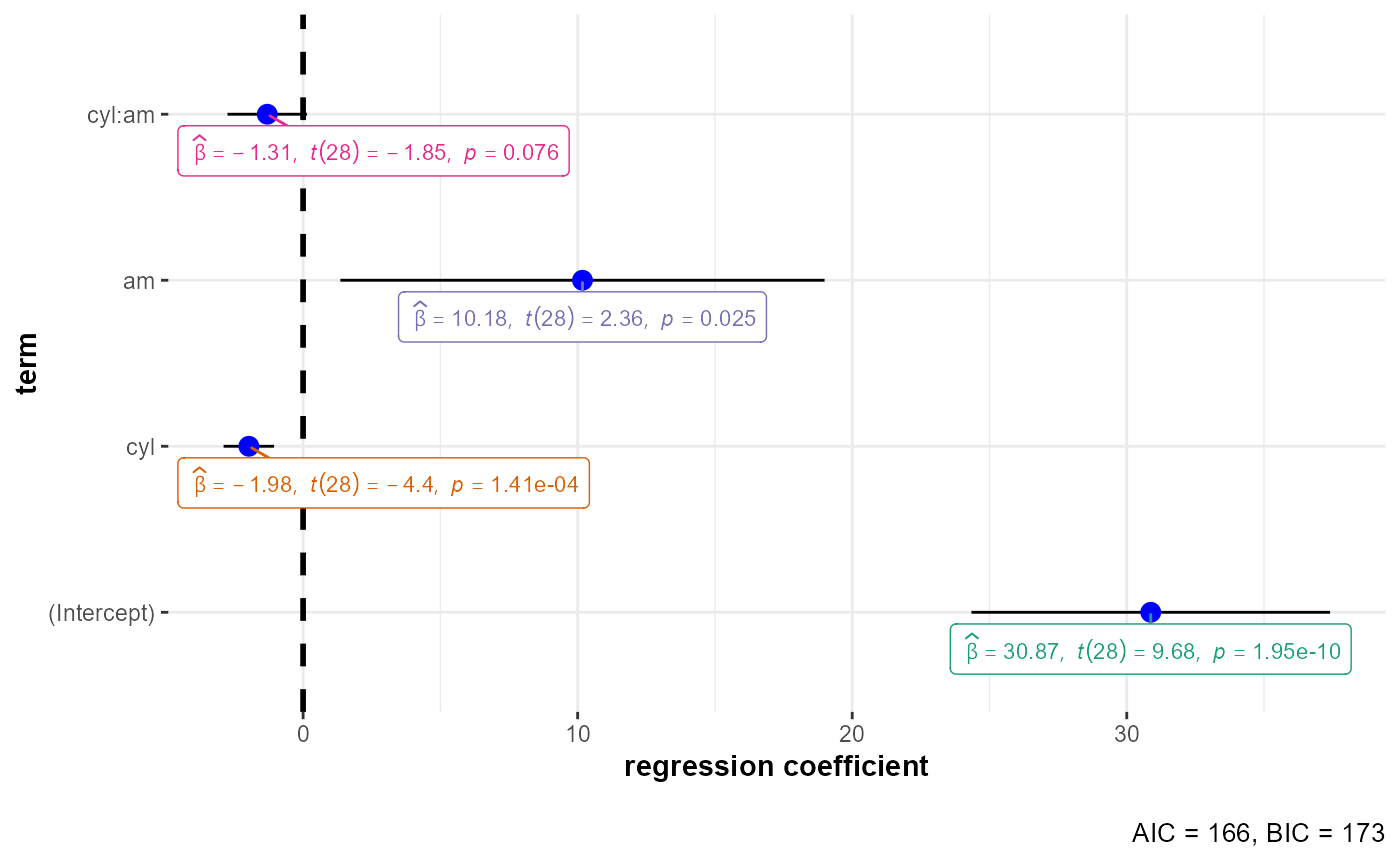 cyl:am
β̂ = − 1.31, t(28) = − 1.85, p = 0.076
am
β̂ = 10.18, t(28) = 2.36, p = 0.025
term
cyl
β̂ = − 1.98, t(28) = − 4.4, p = 1.41e-04
(Intercept)
β̂ = 30.87, t(28) = 9.68, p = 1.95e-10
0 10 20 30
regression coefficient
AIC = 166, BIC = 173